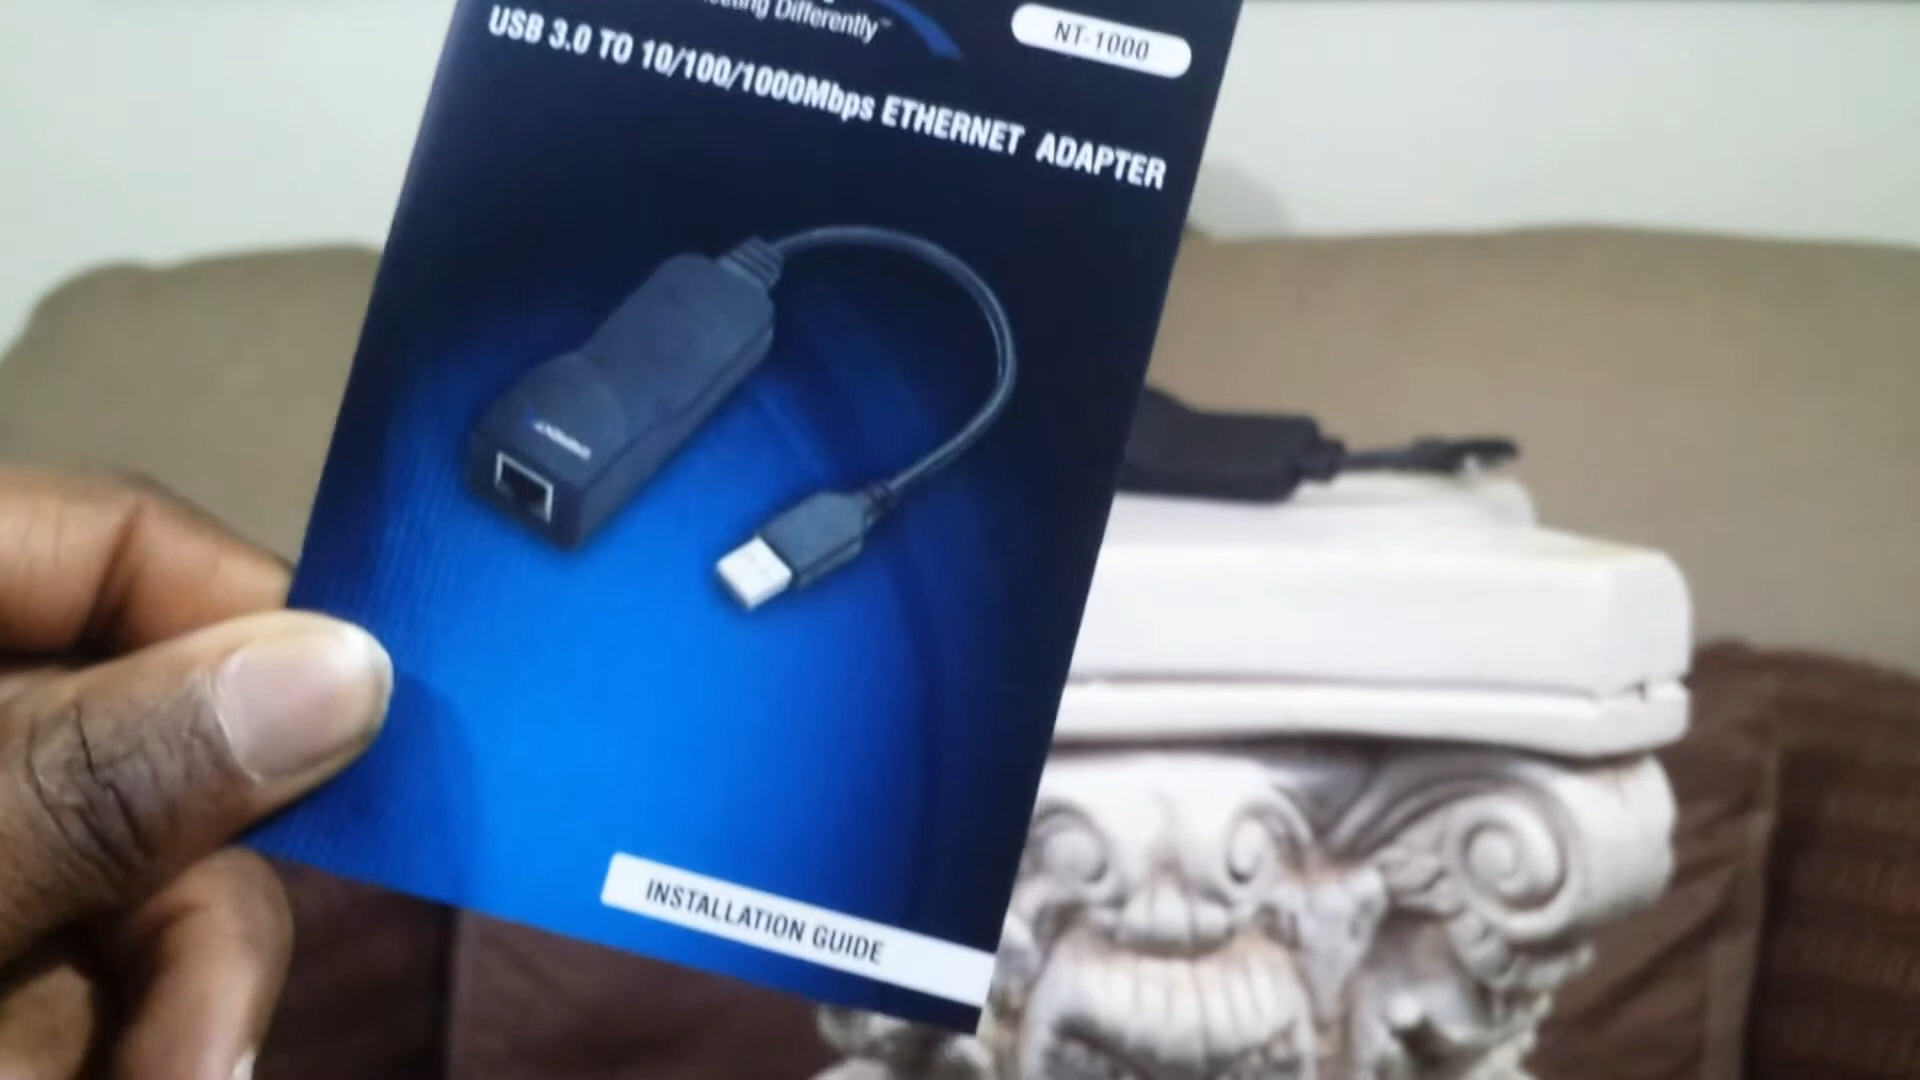 Differently™
NT-1000
USB 3.0 TO 10/100/1000Mbps ETHERNET ADAPTER
INSTALLATION GUIDE